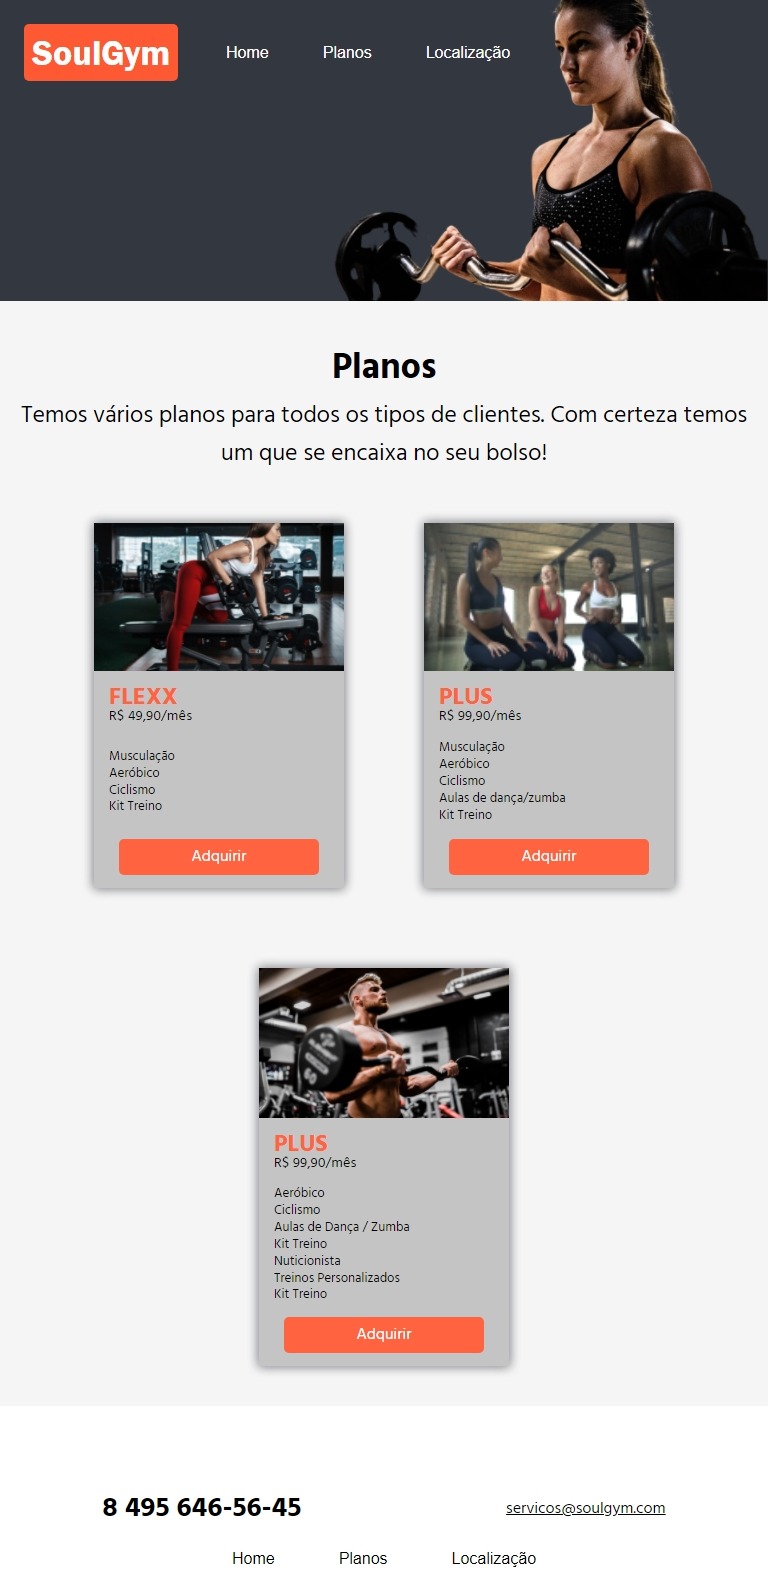 SoulGym
Home Planos Localização
Planos
Temos vários planos para todos os tipos de clientes. Com certeza temos
um que se encaixa no seu bolso!
FLEXX
R$ 49,90/mês
Musculação
Aeróbico
Ciclismo
Kit Treino
Adquirir
PLUS
R$ 99,90/mês
Musculação
Aeróbico
Ciclismo
Aulas de dança/zumba
Kit Treino
Adquirir
PLUS
R$ 99,90/mês
Aeróbico
Ciclismo
Aulas de Dança / Zumba
Kit Treino
Nuticionista
Treinos Personalizados
Kit Treino
Adquirir
8 495 646-56-45
servicos@soulgym.com
Home Planos Localização